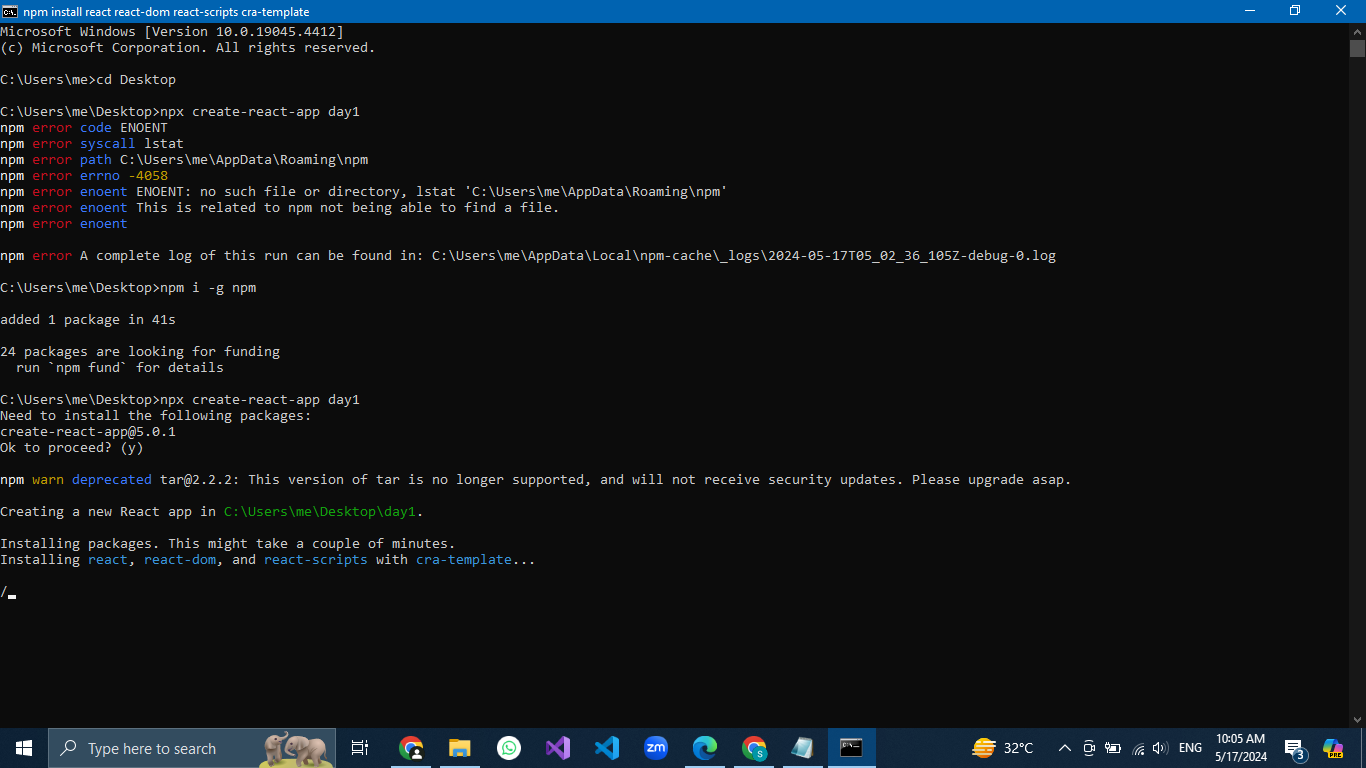 npm install react react-dom react-scripts cra-template
Microsoft Windows [Version 10.0.19045.4412]
(c) Microsoft Corporation. All rights reserved.
C:\Users\me>cd Desktop
C:\Users\me\Desktop>npx create-react-app day1
npm error code ENOENT
npm error syscall lstat
npm error path C:\Users\me\AppData\Roaming\npm
npm error errno -4058
npm error enoent ENOENT: no such file or directory, lstat 'C:\Users\me\AppData\Roaming\npm'
npm error enoent This is related to npm not being able to find a file.
npm error enoent
npm error A complete log of this run can be found in: C:\Users\me\AppData\Local\npm-cache\_logs\2024-05-17T05_02_36_105Z-debug-0.log
C:\Users\me\Desktop>npm i -g npm
added 1 package in 41s
24 packages are looking for funding
  run `npm fund` for details
C:\Users\me\Desktop>npx create-react-app day1
Need to install the following packages:
create-react-app@5.0.1
Ok to proceed? (y)
npm warn deprecated tar@2.2.2: This version of tar is no longer supported, and will not receive security updates. Please upgrade asap.
Creating a new React app in C:\Users\me\Desktop\day1.
Installing packages. This might take a couple of minutes.
Installing react, react-dom, and react-scripts with cra-template...
/
Type here to search
zm
S
32°C
ENG
10:05 AM
5/17/2024
3
PRE